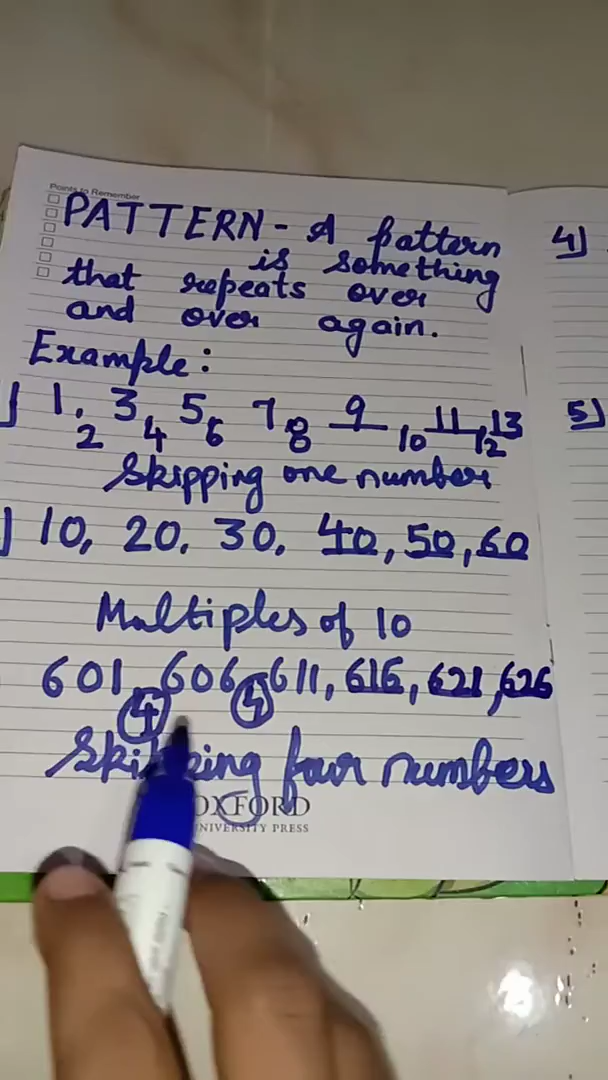 Points to Remember
PATTERN - A pattern
is something
that repeats over
and over again.
Example:
1, 3, 5, 7, 9, 11, 13
2 4 6 8 10 12
Skipping one number
10, 20, 30, 40, 50, 60
Multiples of 10
601, 606, 611, 616, 621, 626
4 4
Skipping four numbers
OXFORD
UNIVERSITY PRESS
4]
5]